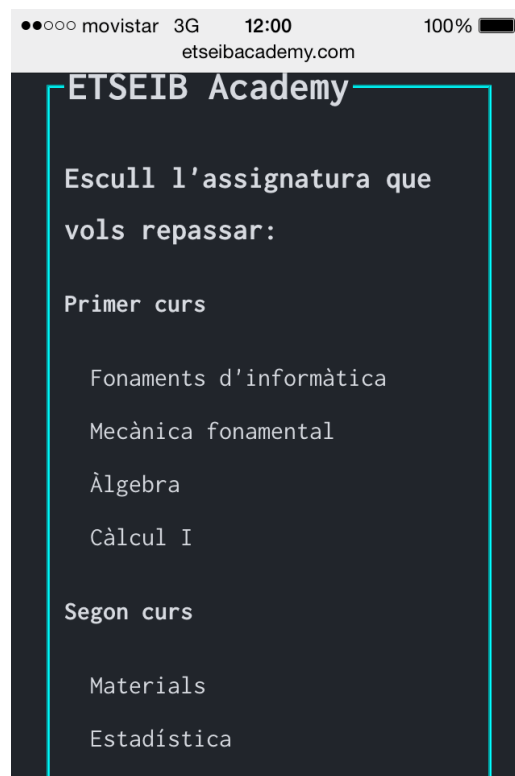 movistar 3G 12:00 100%
etseibacademy.com
ETSEIB Academy
Escull l'assignatura que
vols repassar:
Primer curs
Fonaments d'informàtica
Mecànica fonamental
Àlgebra
Càlcul I
Segon curs
Materials
Estadística